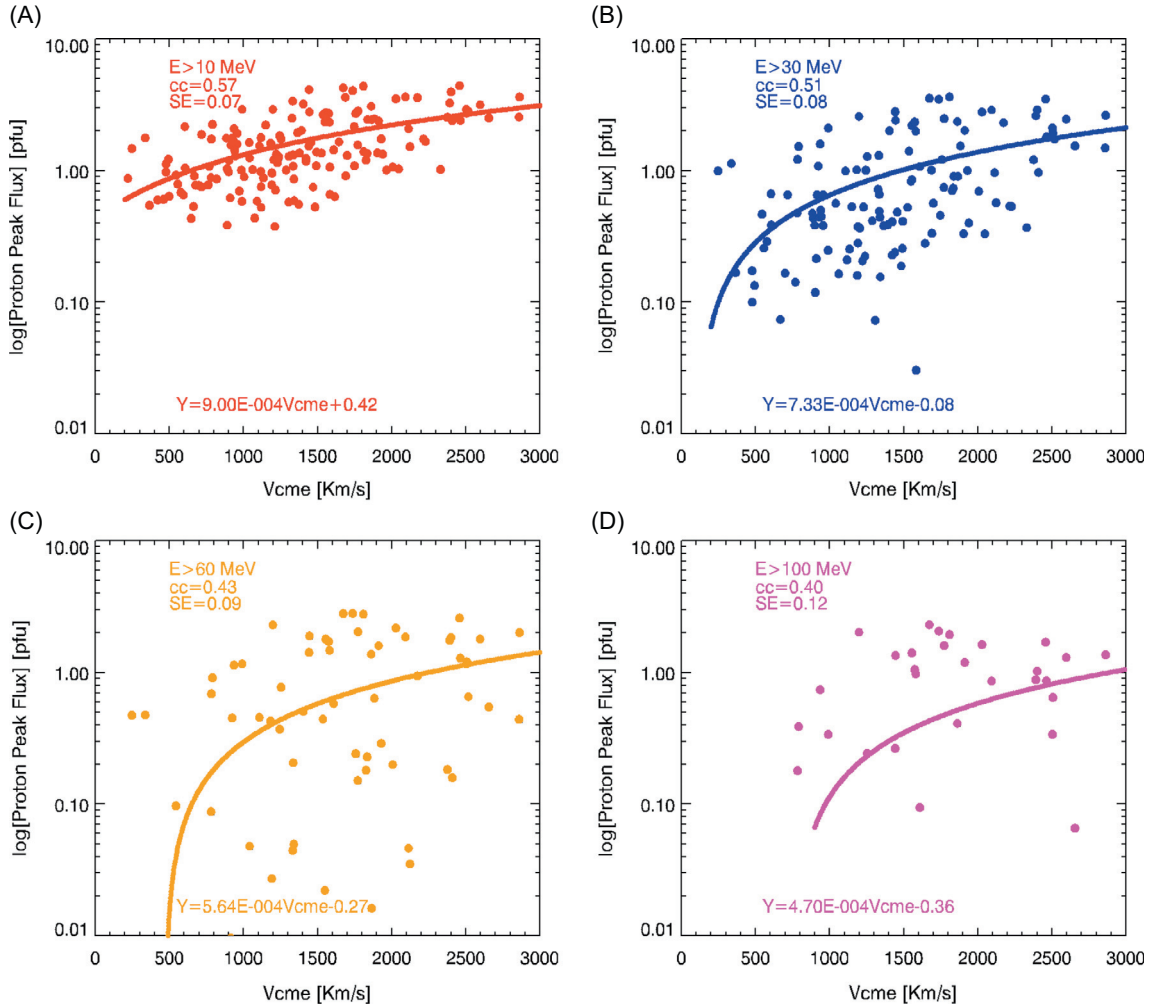 (A)
10.00
1.00
0.10
0.01
log[Proton Peak Flux] [pfu]
E>10 MeV
cc=0.57
SE=0.07
Y=9.00E-004Vcme+0.42
0 500 1000 1500 2000 2500 3000
Vcme [Km/s]
(B)
10.00
1.00
0.10
0.01
log[Proton Peak Flux] [pfu]
E>30 MeV
cc=0.51
SE=0.08
Y=7.33E-004Vcme-0.08
0 500 1000 1500 2000 2500 3000
Vcme [Km/s]
(C)
10.00
1.00
0.10
0.01
log[Proton Peak Flux] [pfu]
E>60 MeV
cc=0.43
SE=0.09
Y=5.64E-004Vcme-0.27
0 500 1000 1500 2000 2500 3000
Vcme [Km/s]
(D)
10.00
1.00
0.10
0.01
log[Proton Peak Flux] [pfu]
E>100 MeV
cc=0.40
SE=0.12
Y=4.70E-004Vcme-0.36
0 500 1000 1500 2000 2500 3000
Vcme [Km/s]